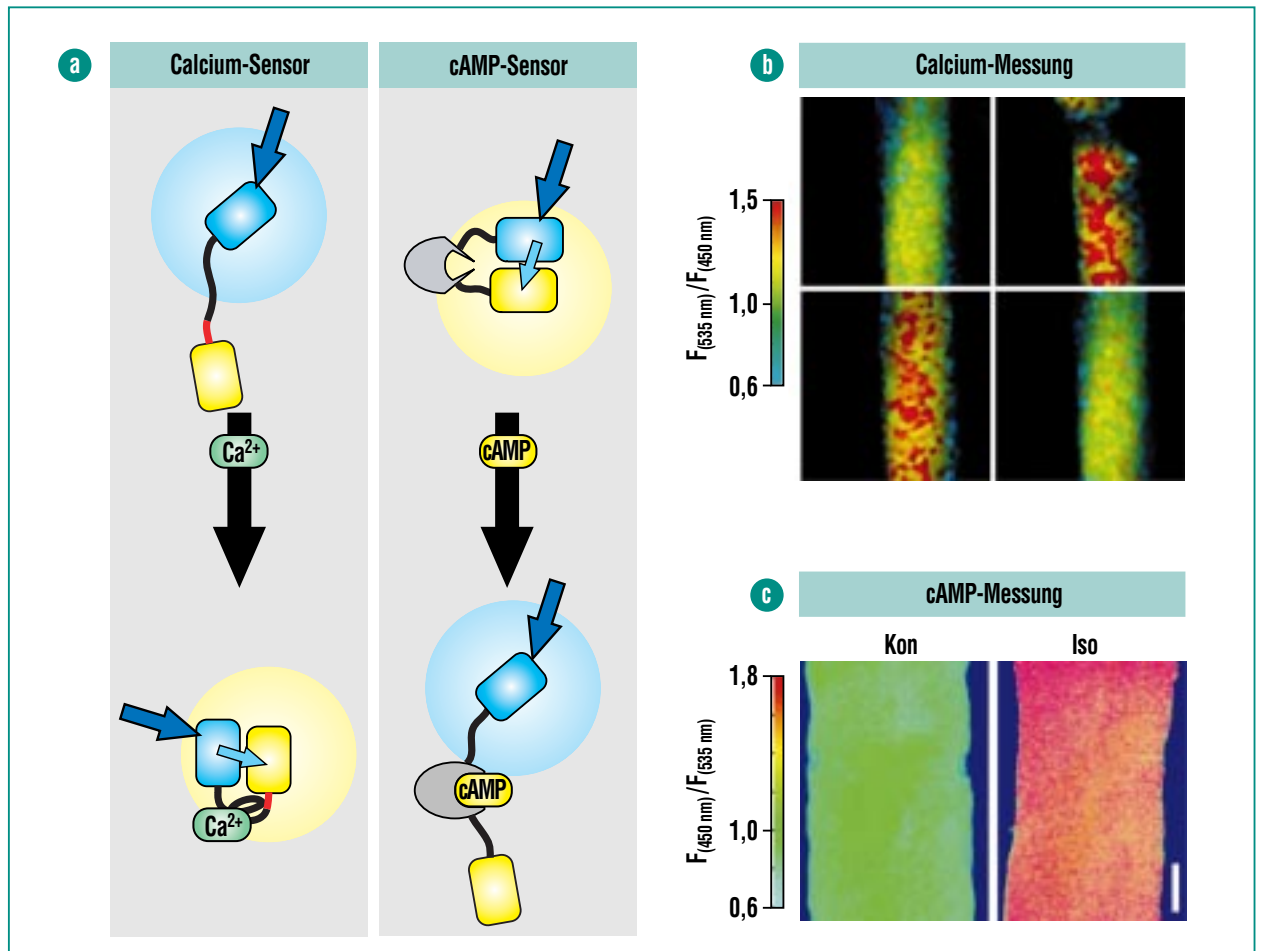 a
Calcium-Sensor
cAMP-Sensor
Ca²⁺
cAMP
Ca²⁺
cAMP
b
Calcium-Messung
F(535 nm)/F(450 nm)
1,5
1,0
0,6
c
cAMP-Messung
Kon
Iso
F(450 nm)/F(535 nm)
1,8
1,0
0,6